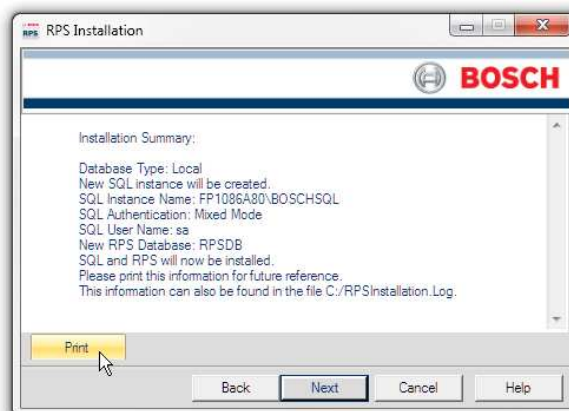 RPS RPS Installation
BOSCH
Installation Summary:
Database Type: Local
New SQL instance will be created.
SQL Instance Name: FP1086A80\BOSCHSQL
SQL Authentication: Mixed Mode
SQL User Name: sa
New RPS Database: RPSDB
SQL and RPS will now be installed.
Please print this information for future reference.
This information can also be found in the file C:/RPSInstallation.Log.
Print
Back Next Cancel Help